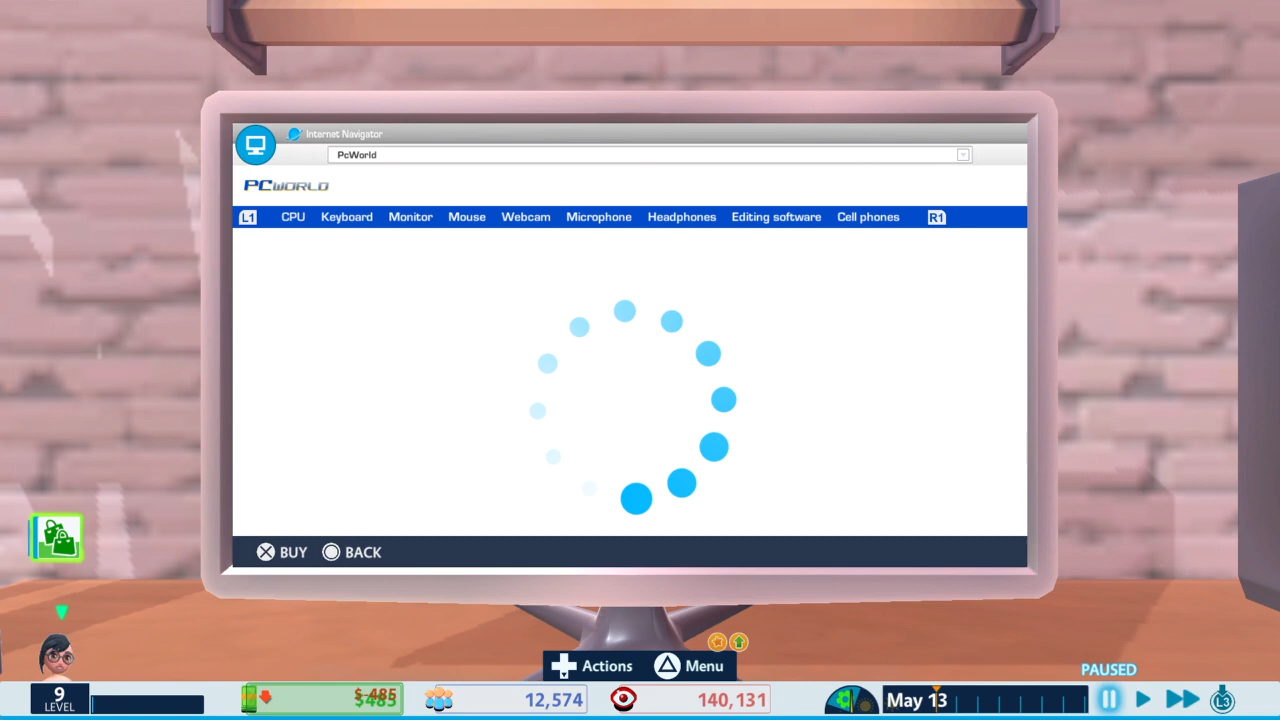 Internet Navigator
PcWorld
PCWORLD
L1 CPU Keyboard Monitor Mouse Webcam Microphone Headphones Editing software Cell phones R1
BUY BACK
Actions Menu
PAUSED
9
LEVEL
$-485
$485
12,574
140,131
May 13
L3